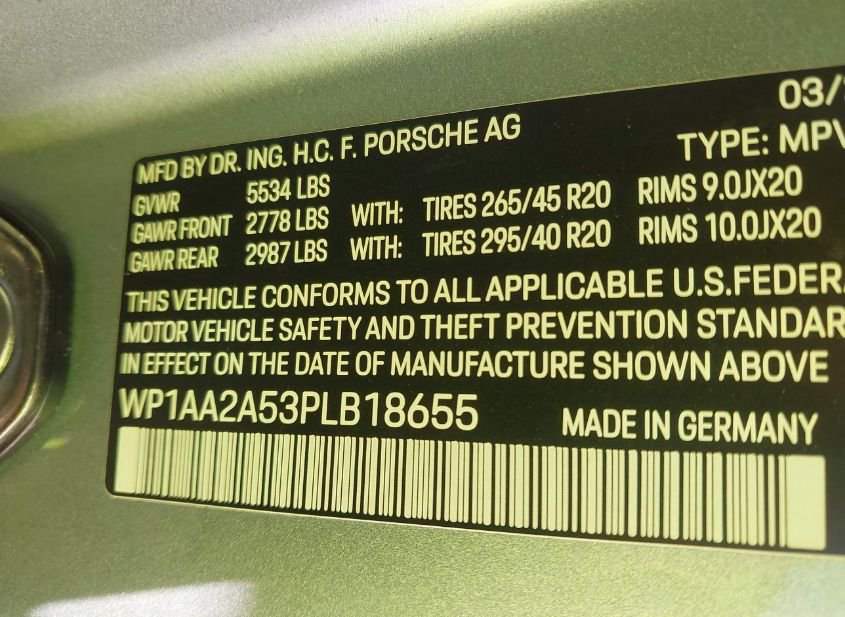 03/
MFD BY DR. ING. H.C. F. PORSCHE AG TYPE: MPV
GVWR 5534 LBS
GAWR FRONT 2778 LBS WITH: TIRES 265/45 R20 RIMS 9.0JX20
GAWR REAR 2987 LBS WITH: TIRES 295/40 R20 RIMS 10.0JX20
THIS VEHICLE CONFORMS TO ALL APPLICABLE U.S.FEDERA
MOTOR VEHICLE SAFETY AND THEFT PREVENTION STANDAR
IN EFFECT ON THE DATE OF MANUFACTURE SHOWN ABOVE
WP1AA2A53PLB18655 MADE IN GERMANY